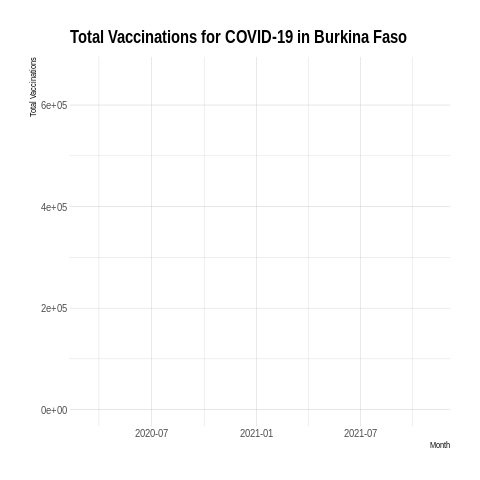 Total Vaccinations for COVID-19 in Burkina Faso
Total Vaccinations
6e+05
4e+05
2e+05
0e+00
2020-07 2021-01 2021-07
Month